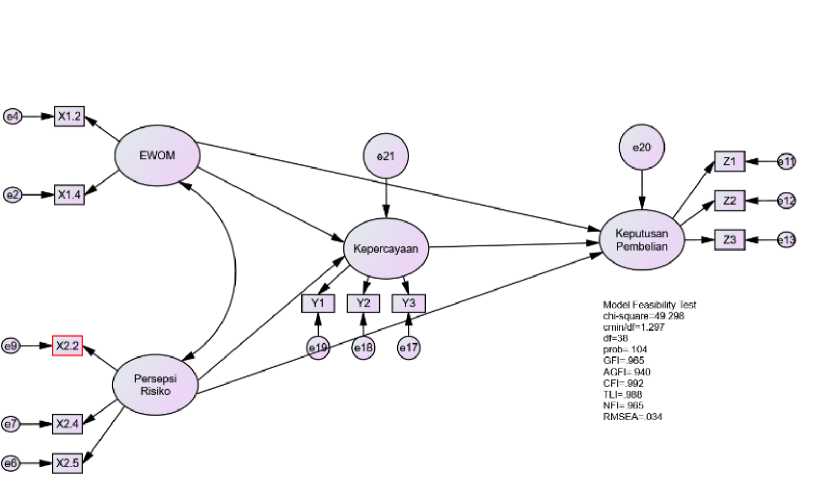 e4
X1.2
EWOM
e2
X1.4
e21
e20
Z1
e11
Z2
e12
Z3
e13
Keputusan
Pembelian
Kepercayaan
Y1
Y2
Y3
e19
e18
e17
e9
X2.2
Persepsi
Risiko
e7
X2.4
e6
X2.5
Model Feasibility Test
chi-square=49.298
cmin/df=1.297
df=38
prob=.104
GFI=.965
AGFI=.940
CFI=.992
TLI=.988
NFI=.965
RMSEA=.034